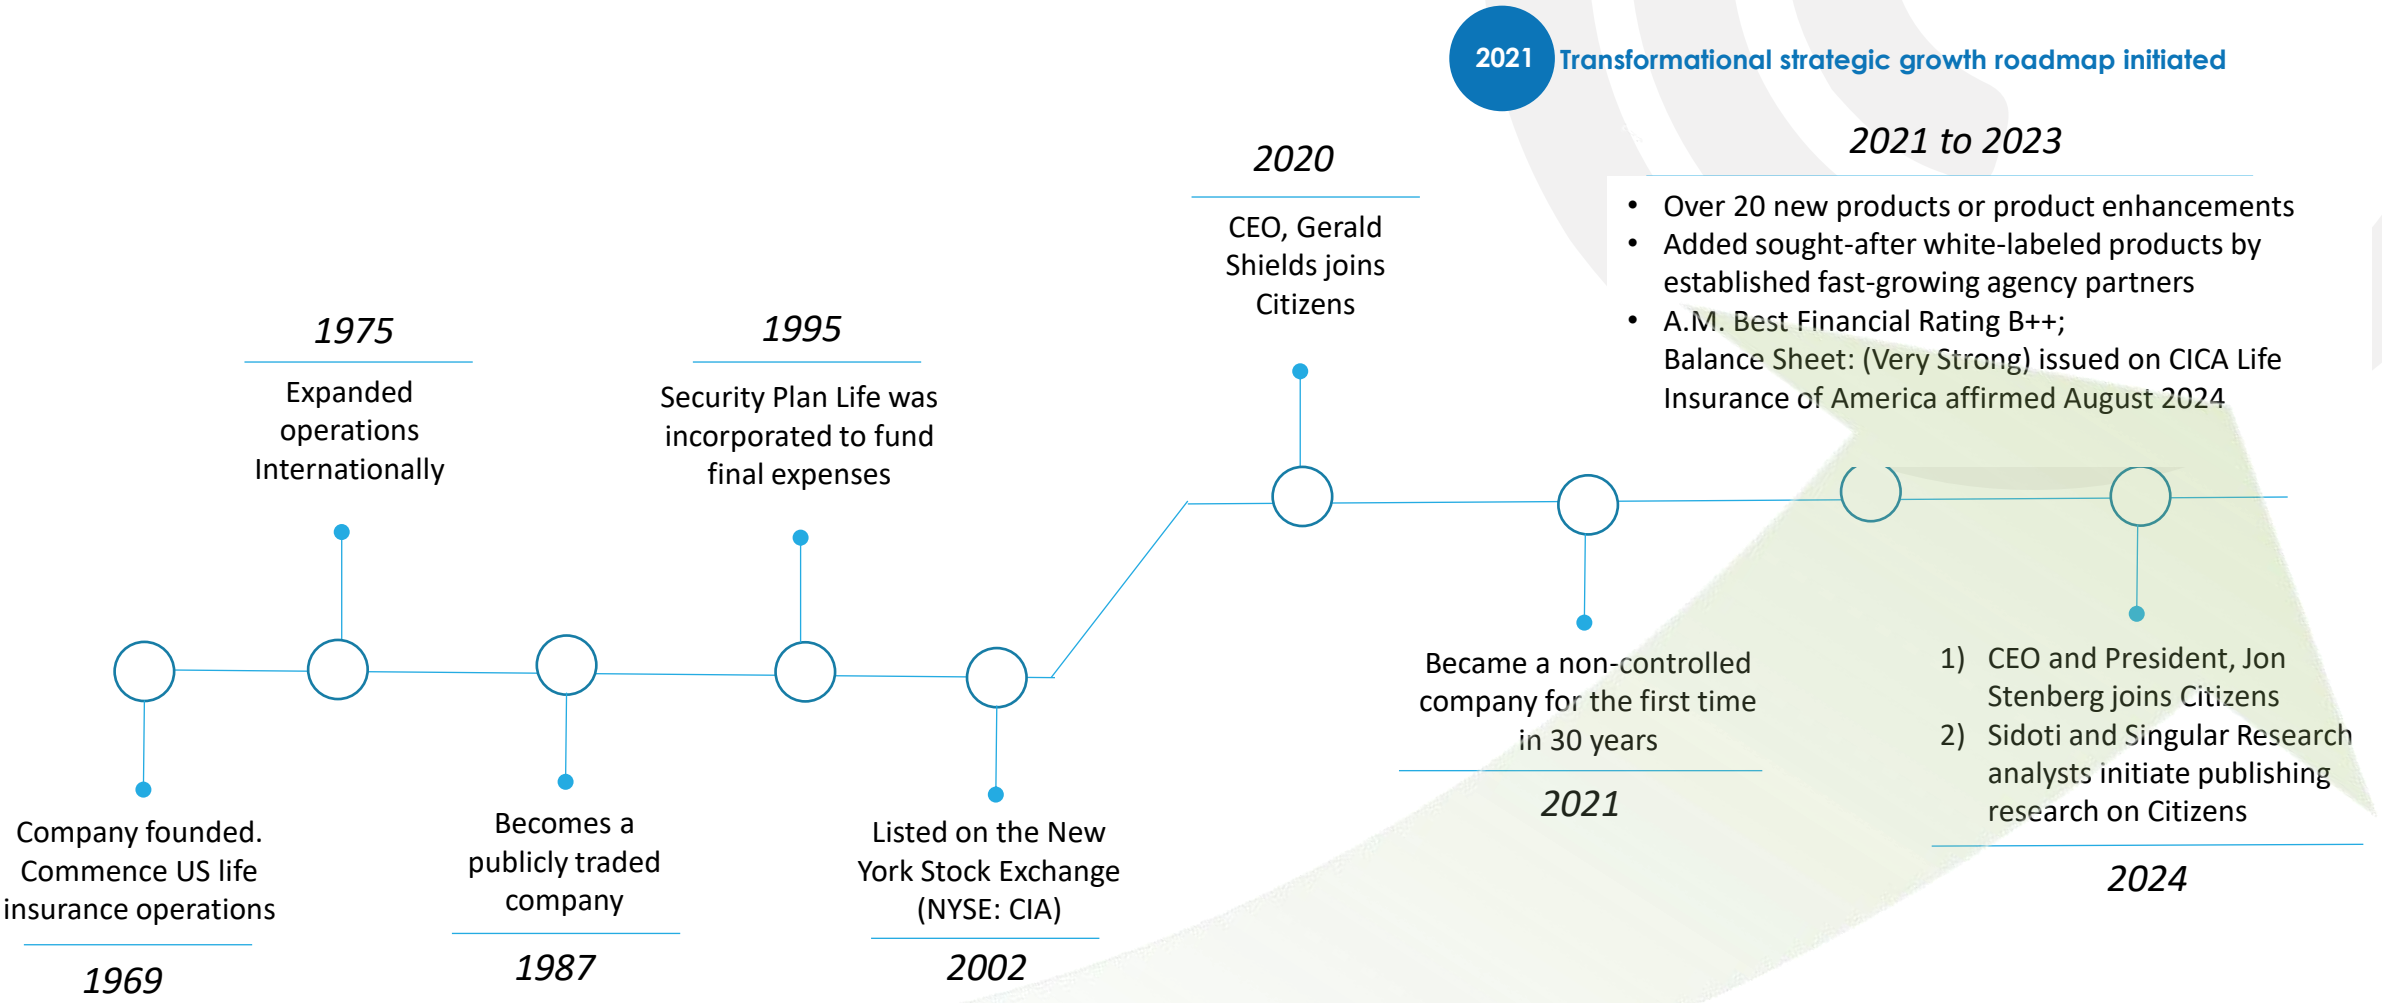 2021 Transformational strategic growth roadmap initiated
1969
Company founded.
Commence US life
insurance operations
1975
Expanded
operations
Internationally
1987
Becomes a
publicly traded
company
1995
Security Plan Life was
incorporated to fund
final expenses
2002
Listed on the New
York Stock Exchange
(NYSE: CIA)
2020
CEO, Gerald
Shields joins
Citizens
2021
Became a non-controlled
company for the first time
in 30 years
2021 to 2023
• Over 20 new products or product enhancements
• Added sought-after white-labeled products by
established fast-growing agency partners
• A.M. Best Financial Rating B++;
Balance Sheet: (Very Strong) issued on CICA Life
Insurance of America affirmed August 2024
2024
1) CEO and President, Jon
Stenberg joins Citizens
2) Sidoti and Singular Research
analysts initiate publishing
research on Citizens